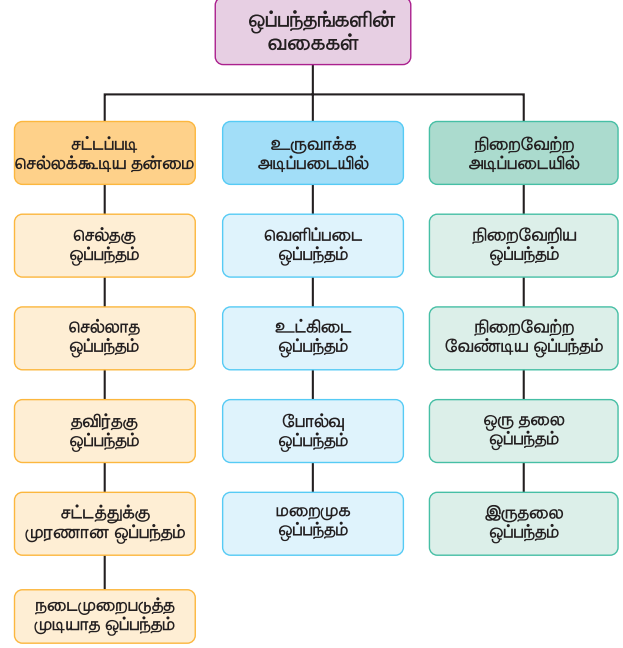 ஒப்பந்தங்களின்
வகைகள்
சட்டப்படி
செல்லக்கூடிய தன்மை
செல்தகு
ஒப்பந்தம்
செல்லாத
ஒப்பந்தம்
தவிர்தகு
ஒப்பந்தம்
சட்டத்துக்கு
முரணான ஒப்பந்தம்
நடைமுறைபடுத்த
முடியாத ஒப்பந்தம்
உருவாக்க
அடிப்படையில்
வெளிப்படை
ஒப்பந்தம்
உட்கிடை
ஒப்பந்தம்
போல்வு
ஒப்பந்தம்
மறைமுக
ஒப்பந்தம்
நிறைவேற்ற
அடிப்படையில்
நிறைவேறிய
ஒப்பந்தம்
நிறைவேற்ற
வேண்டிய ஒப்பந்தம்
ஒரு தலை
ஒப்பந்தம்
இருதலை
ஒப்பந்தம்